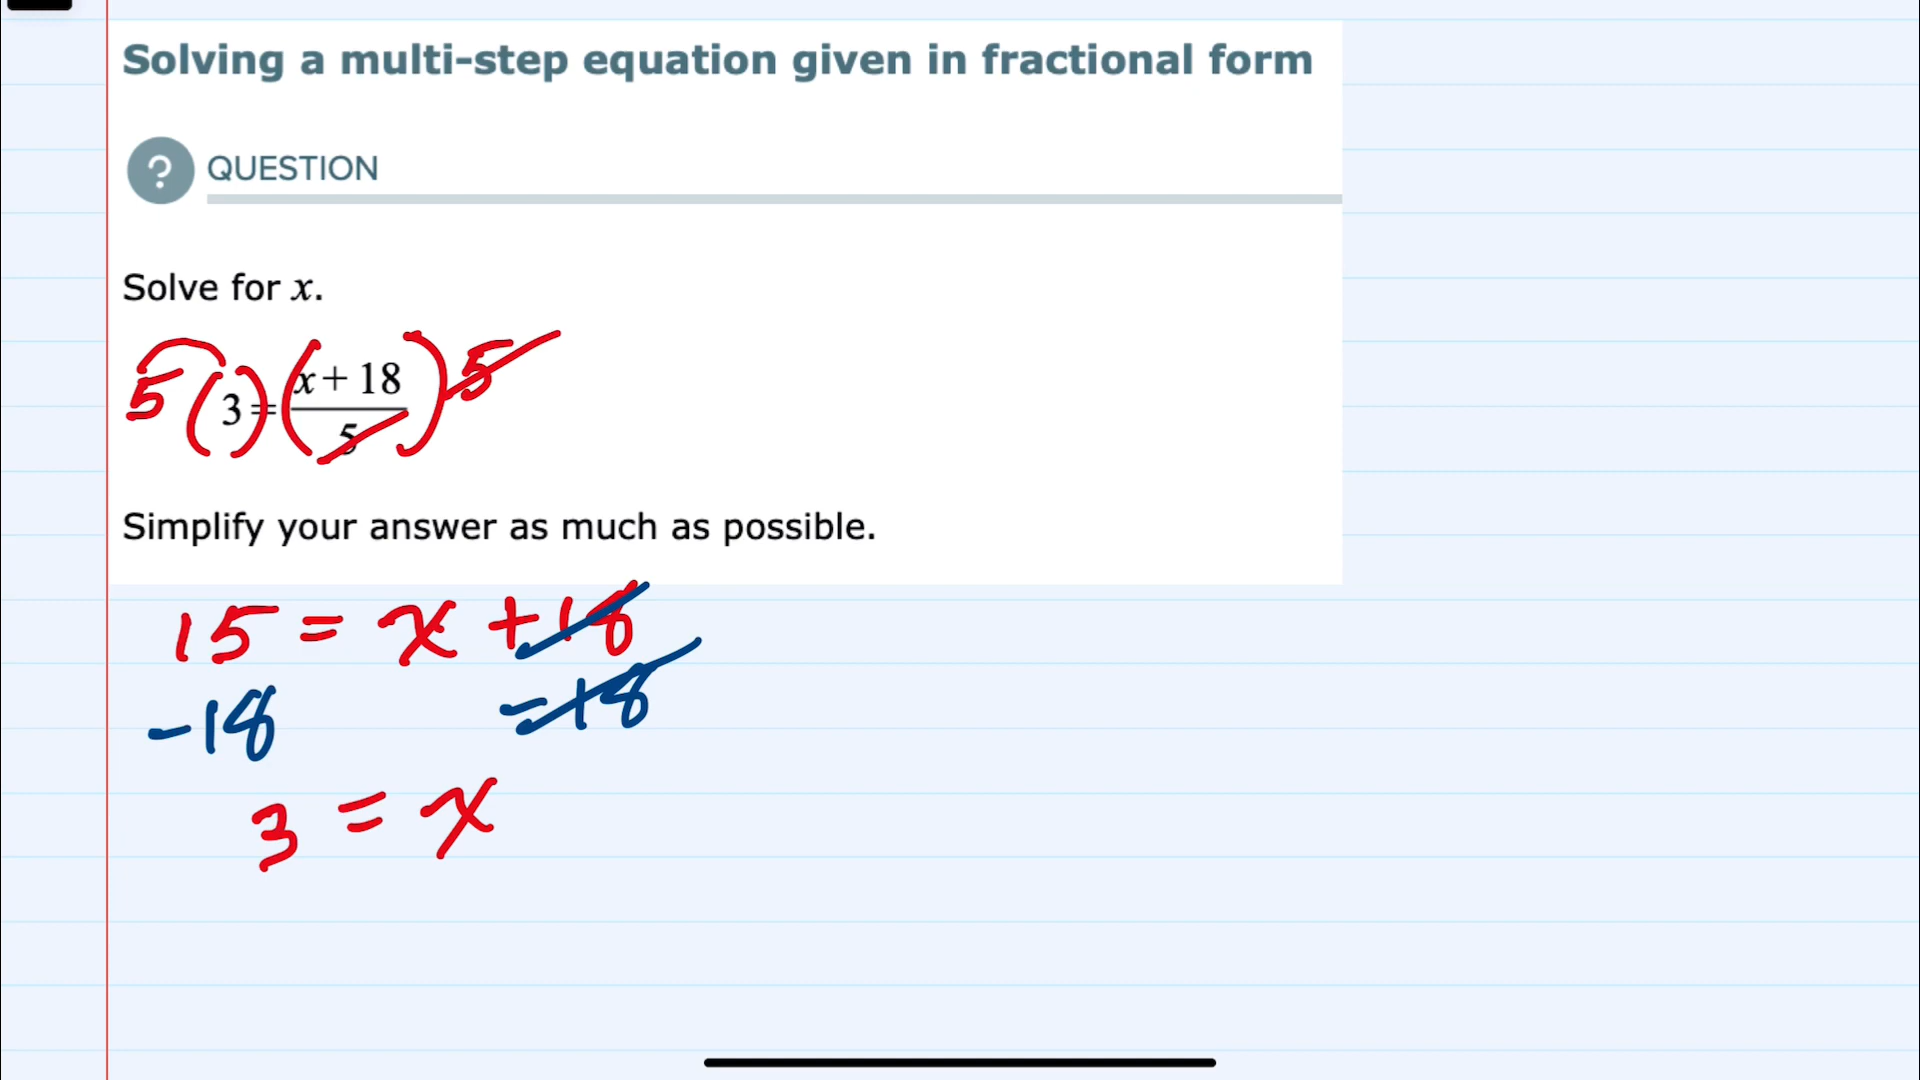 Solving a multi-step equation given in fractional form
? QUESTION
Solve for x.
5(3)=(x + 18/5)5
Simplify your answer as much as possible.
15 = x + 18
-18 -18
3 = x